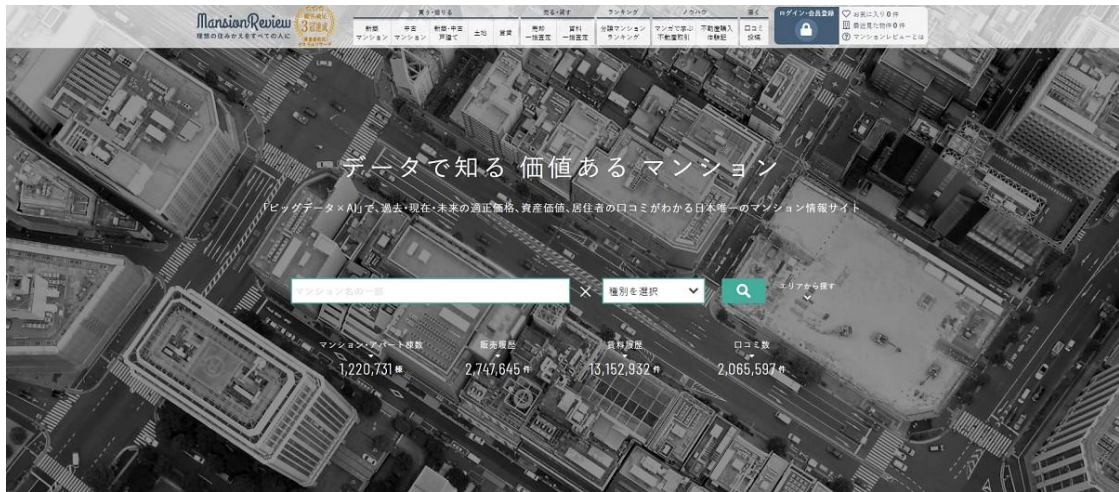 MansionReview
理想の住みかえをすべての人に
3冠達成
買う・借りる
新築マンション
中古マンション
新築・中古戸建て
土地
賃貸
売る・貸す
売却一括査定
賃料一括査定
ランキング
分譲マンションランキング
ノウハウ
マンガで学ぶ不動産取引
不動産購入体験記
書く
口コミ投稿
ログイン・会員登録
お気に入り0件
最近見た物件0件
マンションレビューとは
データで知る 価値ある マンション
「ビッグデータ×AI」で、過去・現在・未来の適正価格、資産価値、居住者の口コミがわかる日本唯一のマンション情報サイト
マンション名の一部
×
種別を選択
エリアから探す
マンション・アパート棟数
1,220,731棟
販売履歴
2,747,645件
賃料履歴
13,152,932件
口コミ数
2,065,597件